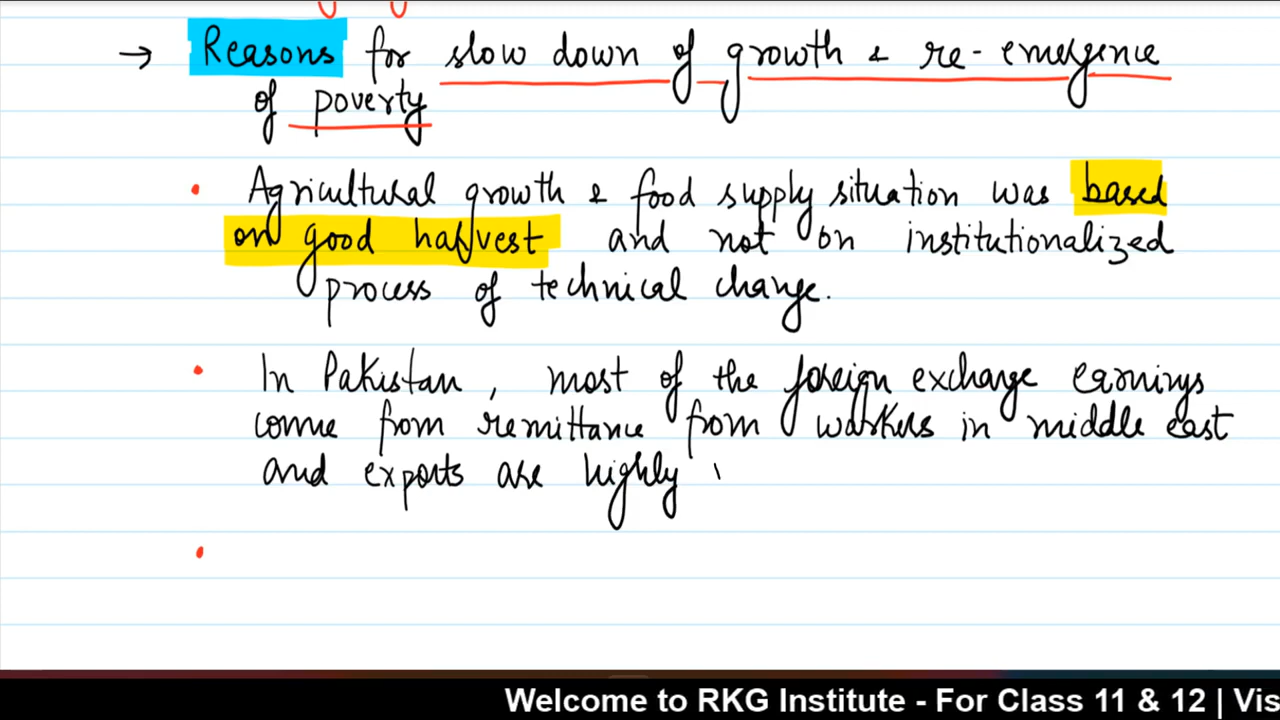 → Reasons for slow down of growth & re-emergence
of poverty
• Agricultural growth & food supply situation was based
on good harvest and not on institutionalized
process of technical change.
• In Pakistan, most of the foreign exchange earnings
come from remittance from workers in middle east
and exports are highly
•
Welcome to RKG Institute - For Class 11 & 12 | Vis